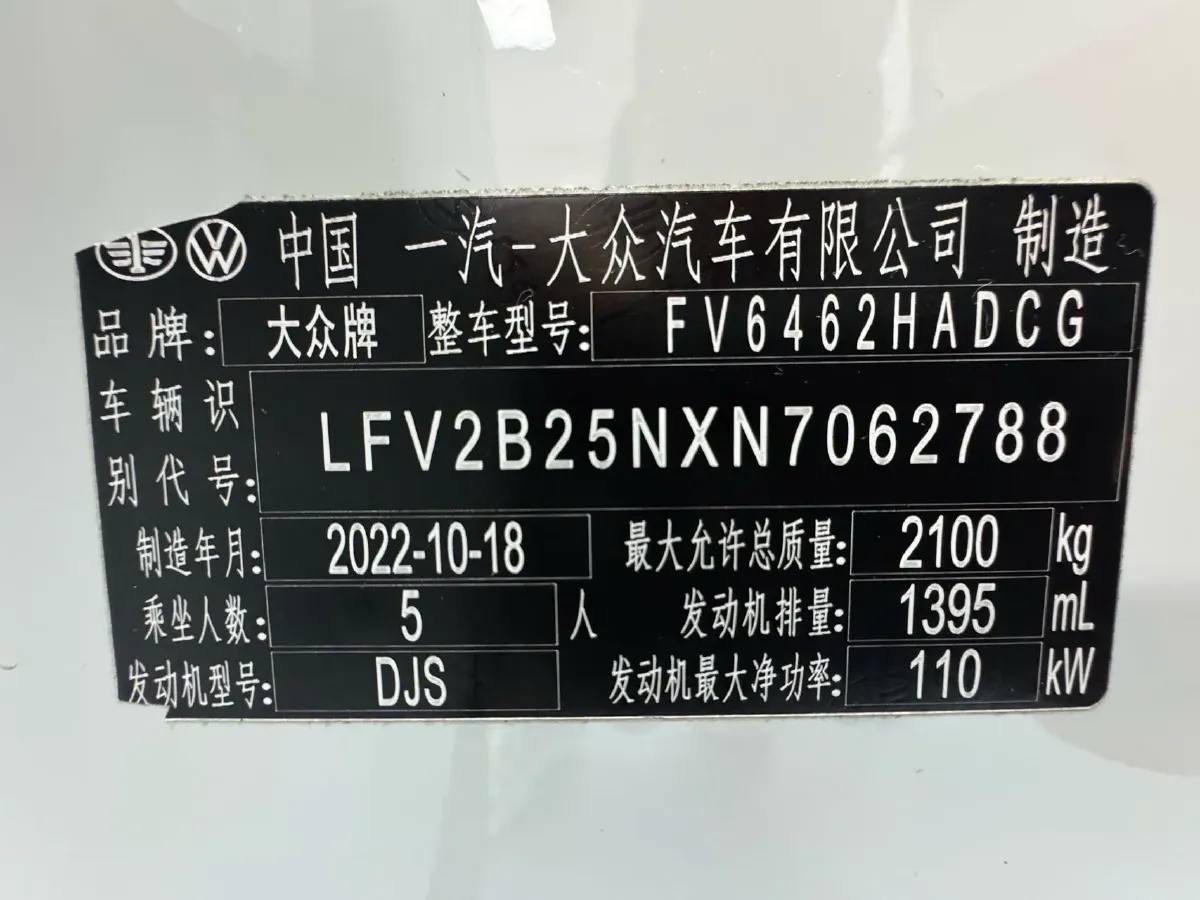 中国 一汽-大众汽车有限公司 制造
品牌: 大众牌 整车型号: FV6462HADCG
车辆识别代号: LFV2B25NXN7062788
制造年月: 2022-10-18 最大允许总质量: 2100 kg
乘坐人数: 5 人 发动机排量: 1395 mL
发动机型号: DJS 发动机最大净功率: 110 kW